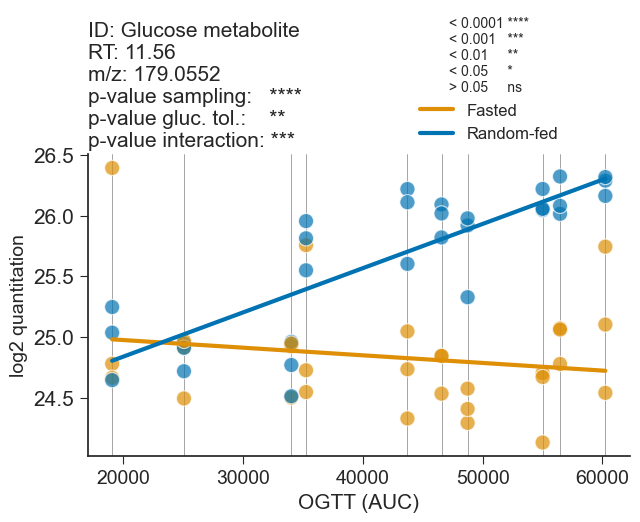 ID: Glucose metabolite
RT: 11.56
m/z: 179.0552
p-value sampling: ****
p-value gluc. tol.: **
p-value interaction: ***
< 0.0001 ****
< 0.001 ***
< 0.01 **
< 0.05 *
> 0.05 ns
Fasted
Random-fed
log2 quantitation
26.5
26.0
25.5
25.0
24.5
20000 30000 40000 50000 60000
OGTT (AUC)